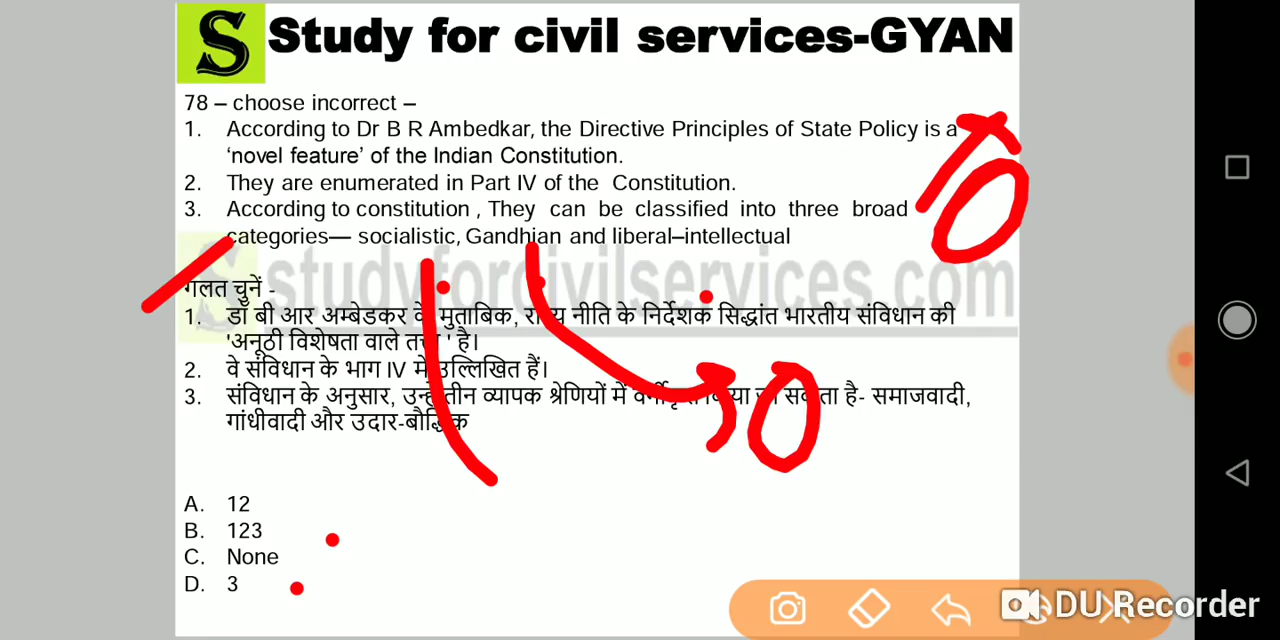 S Study for civil services-GYAN
78 – choose incorrect –
1. According to Dr B R Ambedkar, the Directive Principles of State Policy is a
‘novel feature’ of the Indian Constitution.
2. They are enumerated in Part IV of the Constitution.
3. According to constitution , They can be classified into three broad
categories— socialistic, Gandhian and liberal–intellectual
studyforcivilservices.com
गलत चुनें -
1. डॉ बी आर अम्बेडकर के मुताबिक, राज्य नीति के निर्देशक सिद्धांत भारतीय संविधान की
'अनूठी विशेषता वाले तत्व ' है।
2. वे संविधान के भाग IV में उल्लिखित हैं।
3. संविधान के अनुसार, उन्हें तीन व्यापक श्रेणियों में वर्गीकृत किया जा सकता है- समाजवादी,
गांधीवादी और उदार-बौद्धिक
A. 12
B. 123
C. None
D. 3
DU Recorder